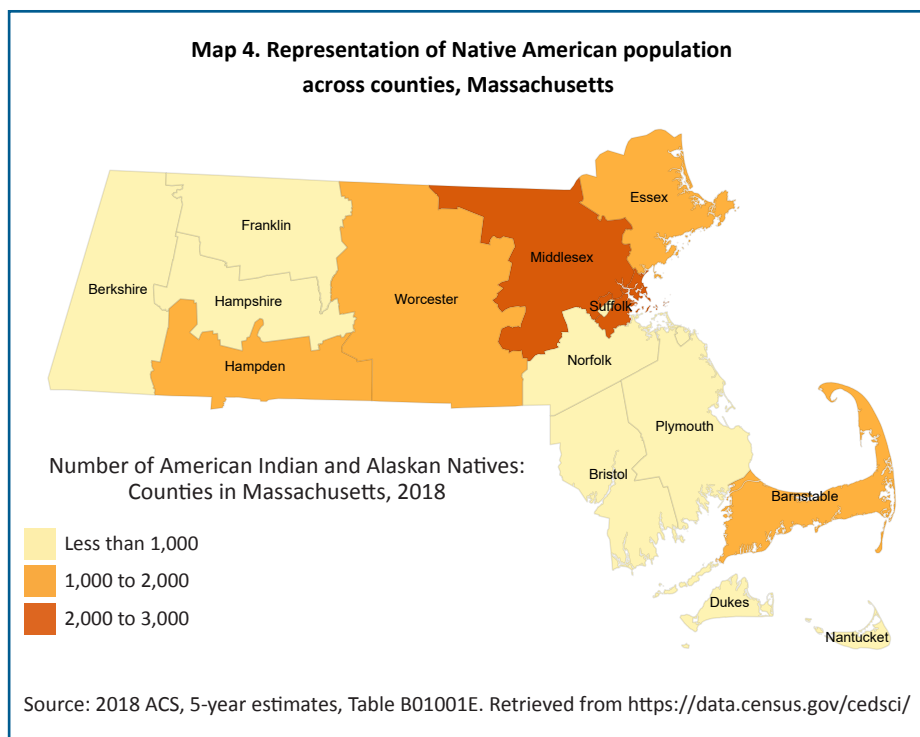 Map 4. Representation of Native American population
across counties, Massachusetts
Essex
Franklin
Middlesex
Berkshire
Hampshire
Worcester
Suffolk
Hampden
Norfolk
Plymouth
Bristol
Barnstable
Dukes
Nantucket
Number of American Indian and Alaskan Natives:
Counties in Massachusetts, 2018
Less than 1,000
1,000 to 2,000
2,000 to 3,000
Source: 2018 ACS, 5-year estimates, Table B01001E. Retrieved from https://data.census.gov/cedsci/